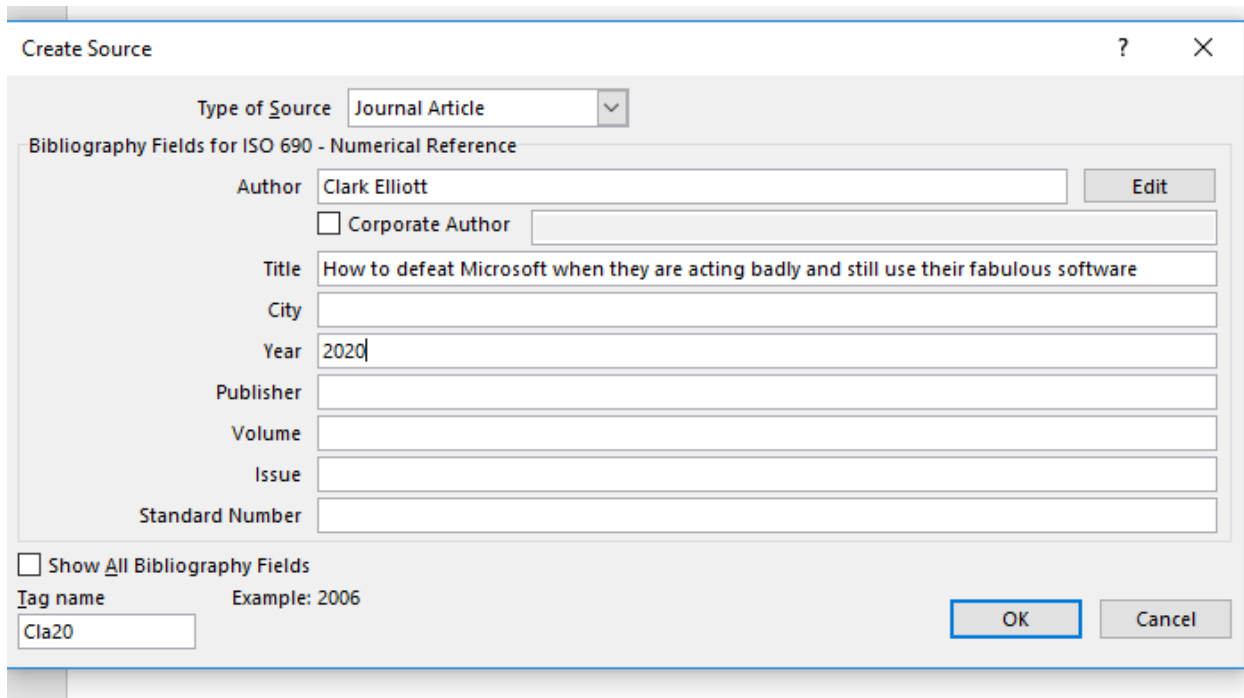 Create Source ?
Type of Source Journal Article
Bibliography Fields for ISO 690 - Numerical Reference
Author Clark Elliott Edit
Corporate Author
Title How to defeat Microsoft when they are acting badly and still use their fabulous software
City
Year 2020
Publisher
Volume
Issue
Standard Number
Show All Bibliography Fields
Tag name Example: 2006
Cla20
OK Cancel